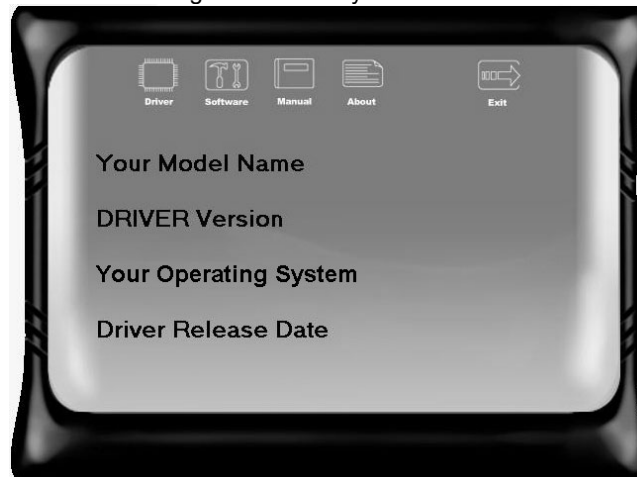 Driver Software Manual About Exit
Your Model Name
DRIVER Version
Your Operating System
Driver Release Date